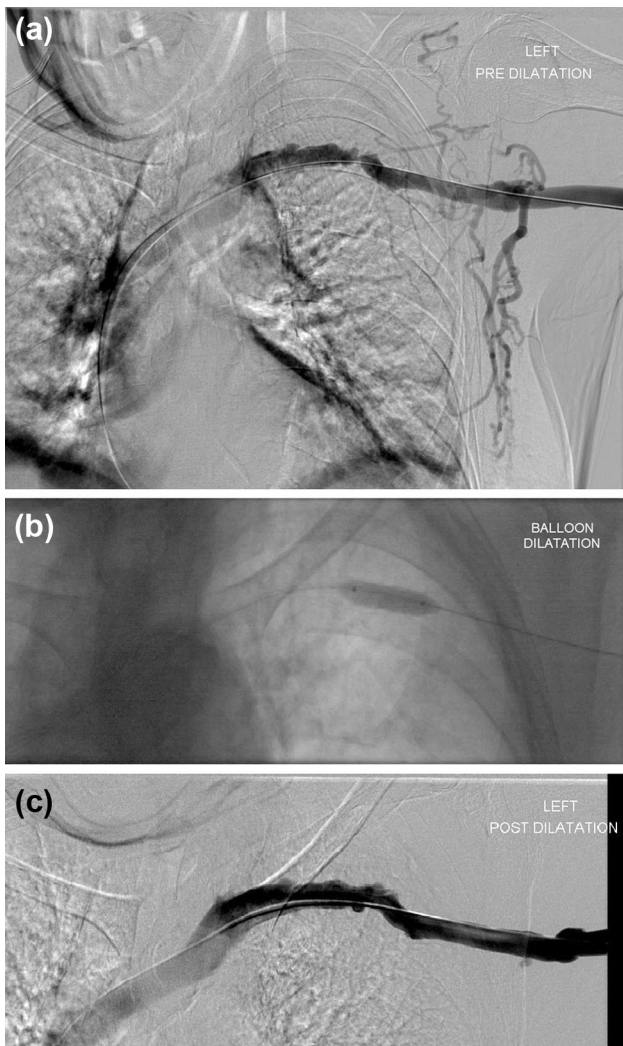 (a)
LEFT
PRE DILATATION
(b)
BALLOON
DILATATION
(c)
LEFT
POST DILATATION